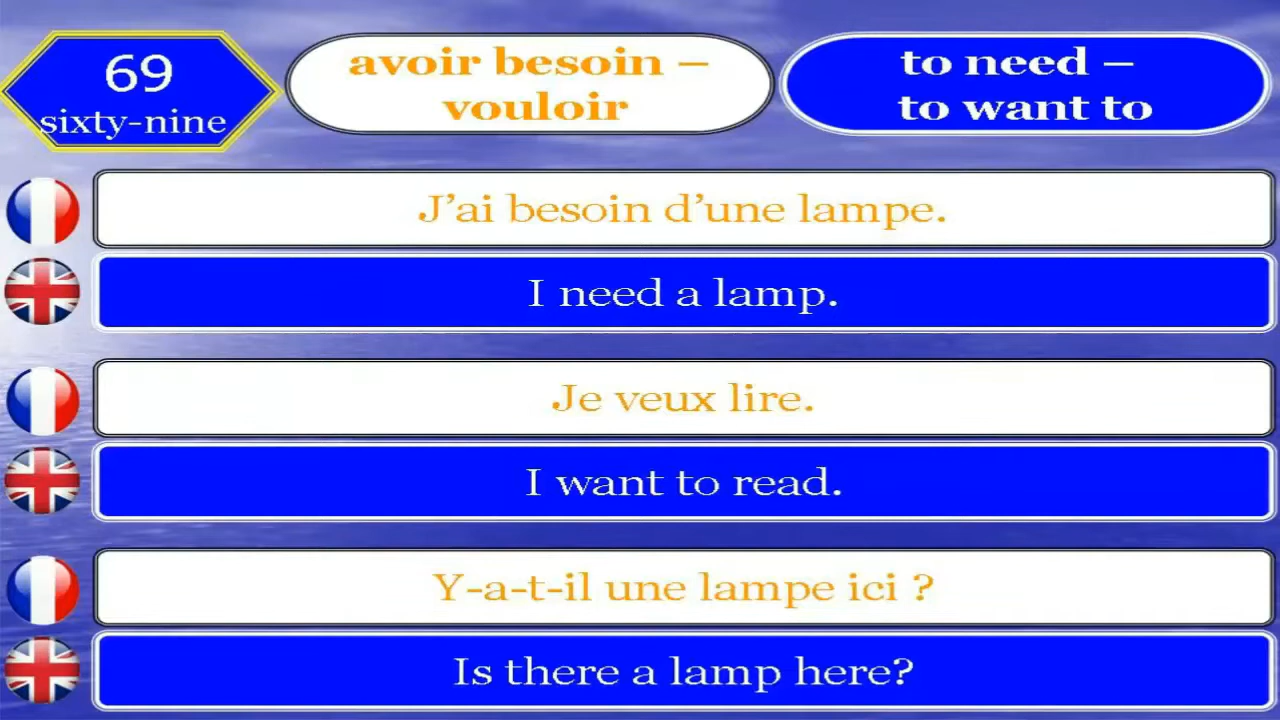 69
sixty-nine
avoir besoin –
vouloir
to need –
to want to
J’ai besoin d’une lampe.
I need a lamp.
Je veux lire.
I want to read.
Y-a-t-il une lampe ici ?
Is there a lamp here?